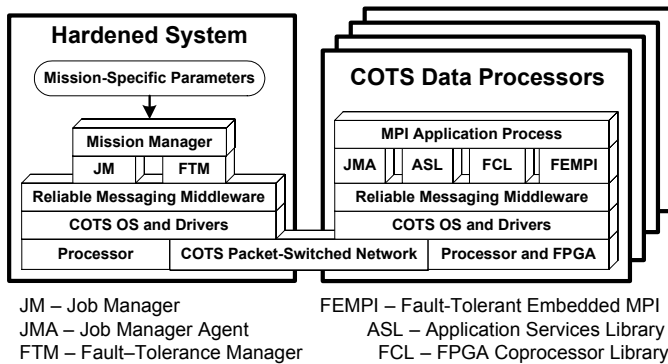 Hardened System
Mission-Specific Parameters
Mission Manager
JM
FTM
Reliable Messaging Middleware
COTS OS and Drivers
Processor
COTS Packet-Switched Network
COTS Data Processors
MPI Application Process
JMA
ASL
FCL
FEMPI
Reliable Messaging Middleware
COTS OS and Drivers
Processor and FPGA
JM – Job Manager
JMA – Job Manager Agent
FTM – Fault–Tolerance Manager
FEMPI – Fault-Tolerant Embedded MPI
ASL – Application Services Library
FCL – FPGA Coprocessor Library